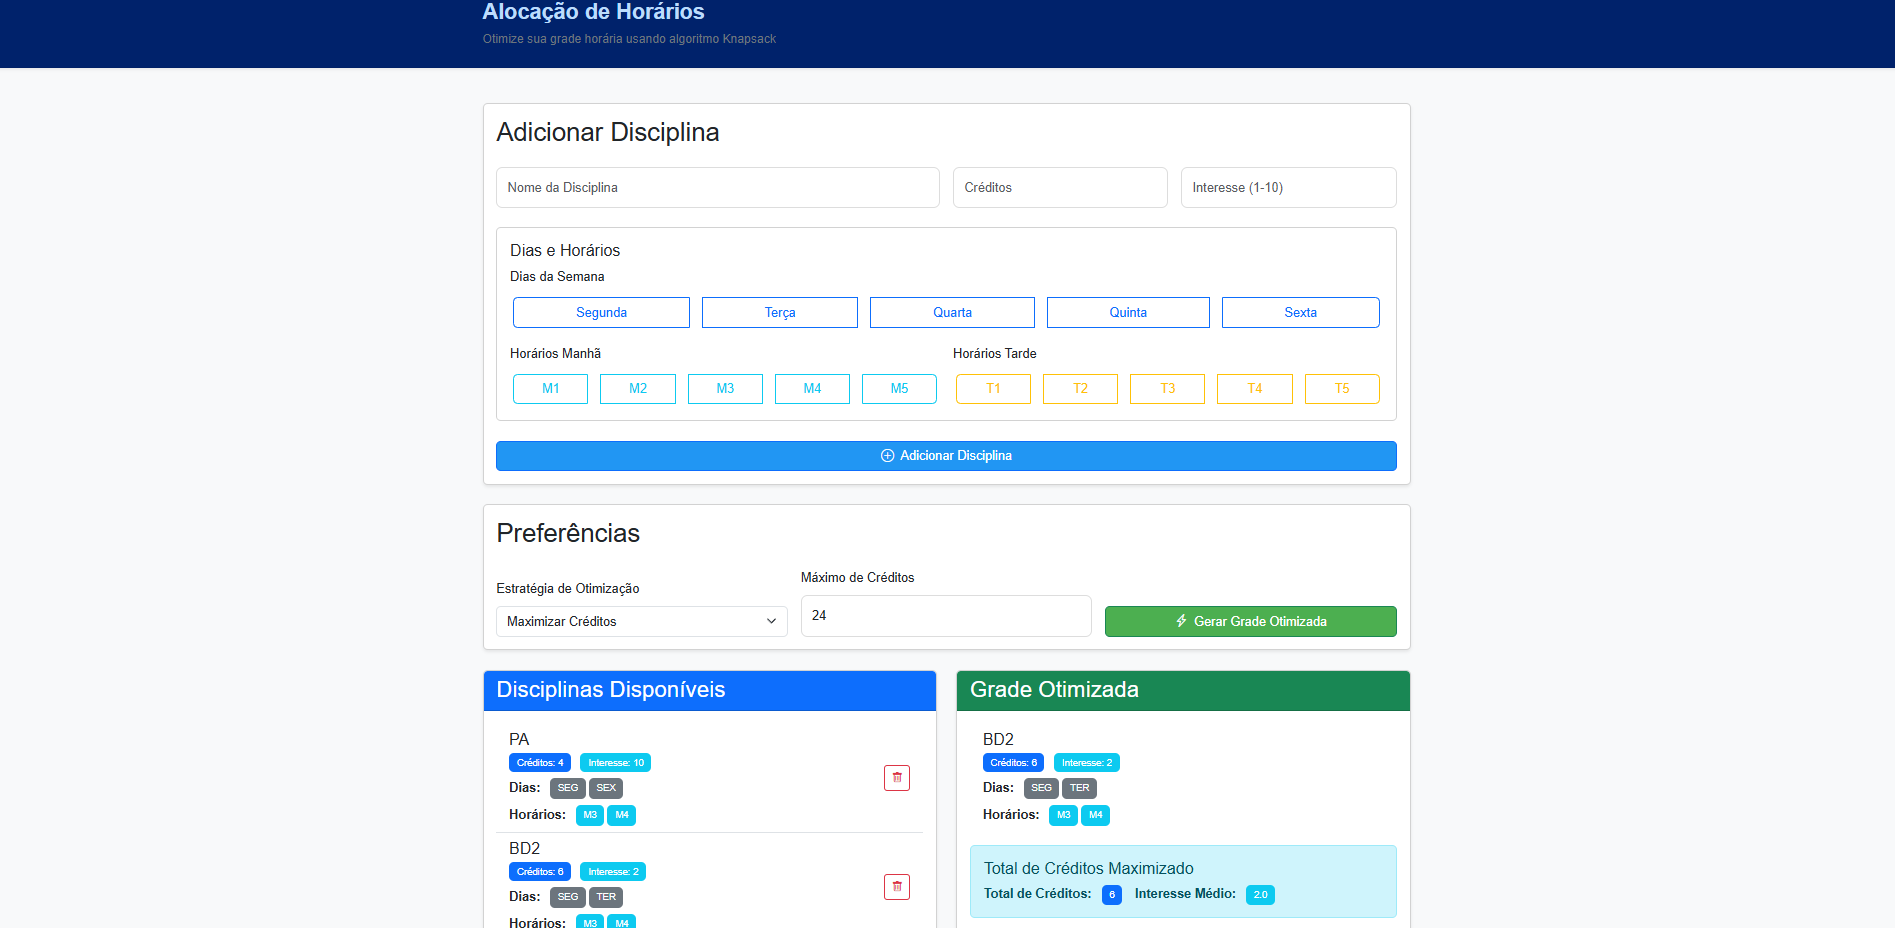 Alocação de Horários
Otimize sua grade horária usando algoritmo Knapsack
Adicionar Disciplina
Nome da Disciplina
Créditos
Interesse (1-10)
Dias e Horários
Dias da Semana
Segunda
Terça
Quarta
Quinta
Sexta
Horários Manhã
M1
M2
M3
M4
M5
Horários Tarde
T1
T2
T3
T4
T5
Adicionar Disciplina
Preferências
Estratégia de Otimização
Maximizar Créditos
Máximo de Créditos
24
Gerar Grade Otimizada
Disciplinas Disponíveis
PA
Créditos: 4 Interesse: 10
Dias: SEG SEX
Horários: M3 M4
BD2
Créditos: 6 Interesse: 2
Dias: SEG TER
Horários: M3 M4
Grade Otimizada
BD2
Créditos: 6 Interesse: 2
Dias: SEG TER
Horários: M3 M4
Total de Créditos Maximizado
Total de Créditos: 6 Interesse Médio: 2.0